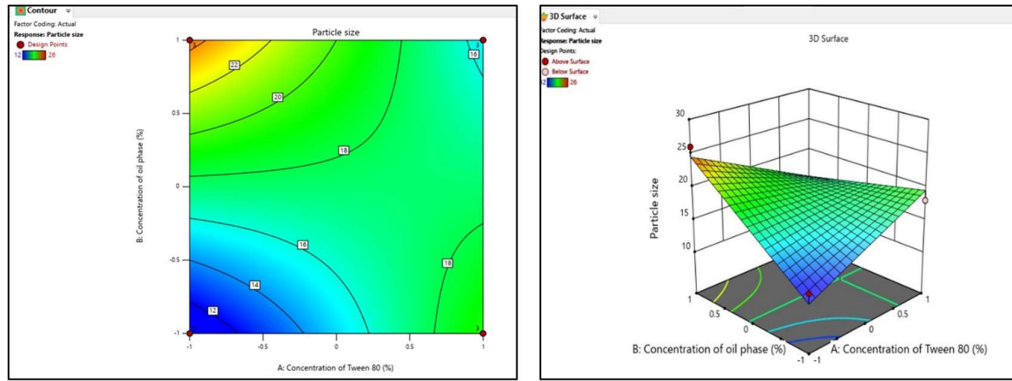 Contour
Factor Coding: Actual
Response: Particle size
Design Points
12 26
Particle size
B: Concentration of oil phase (%)
1
0.5
0
-0.5
-1
22
20
18
16
16
14
12
18
3
3
-1 -0.5 0 0.5 1
A: Concentration of Tween 80 (%)
3D Surface
Factor Coding: Actual
Response: Particle size
Design Points:
Above Surface
Below Surface
12 26
3D Surface
Particle size
30
25
20
15
10
1
0.5
0
-0.5
-1
1
0.5
0
-0.5
-1
B: Concentration of oil phase (%)
A: Concentration of Tween 80 (%)